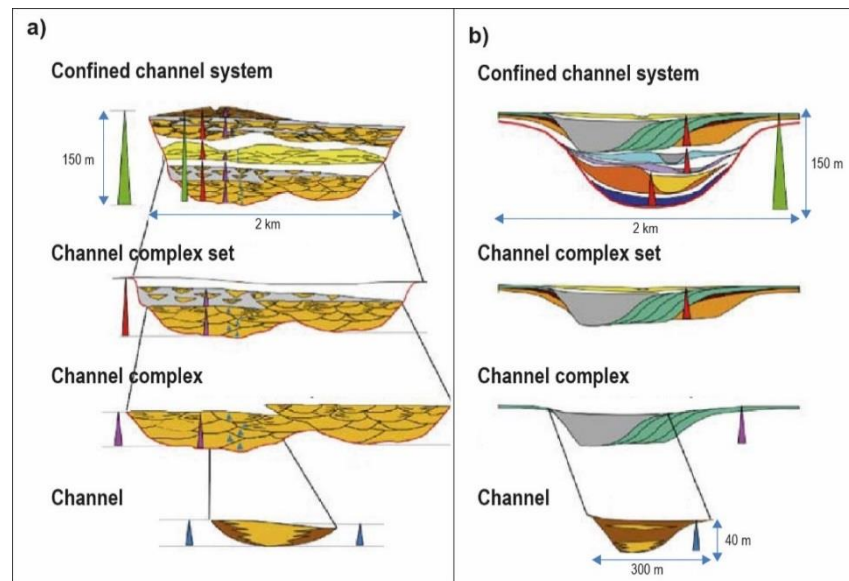 a)
Confined channel system
150 m
2 km
Channel complex set
Channel complex
Channel
b)
Confined channel system
150 m
2 km
Channel complex set
Channel complex
Channel
40 m
300 m